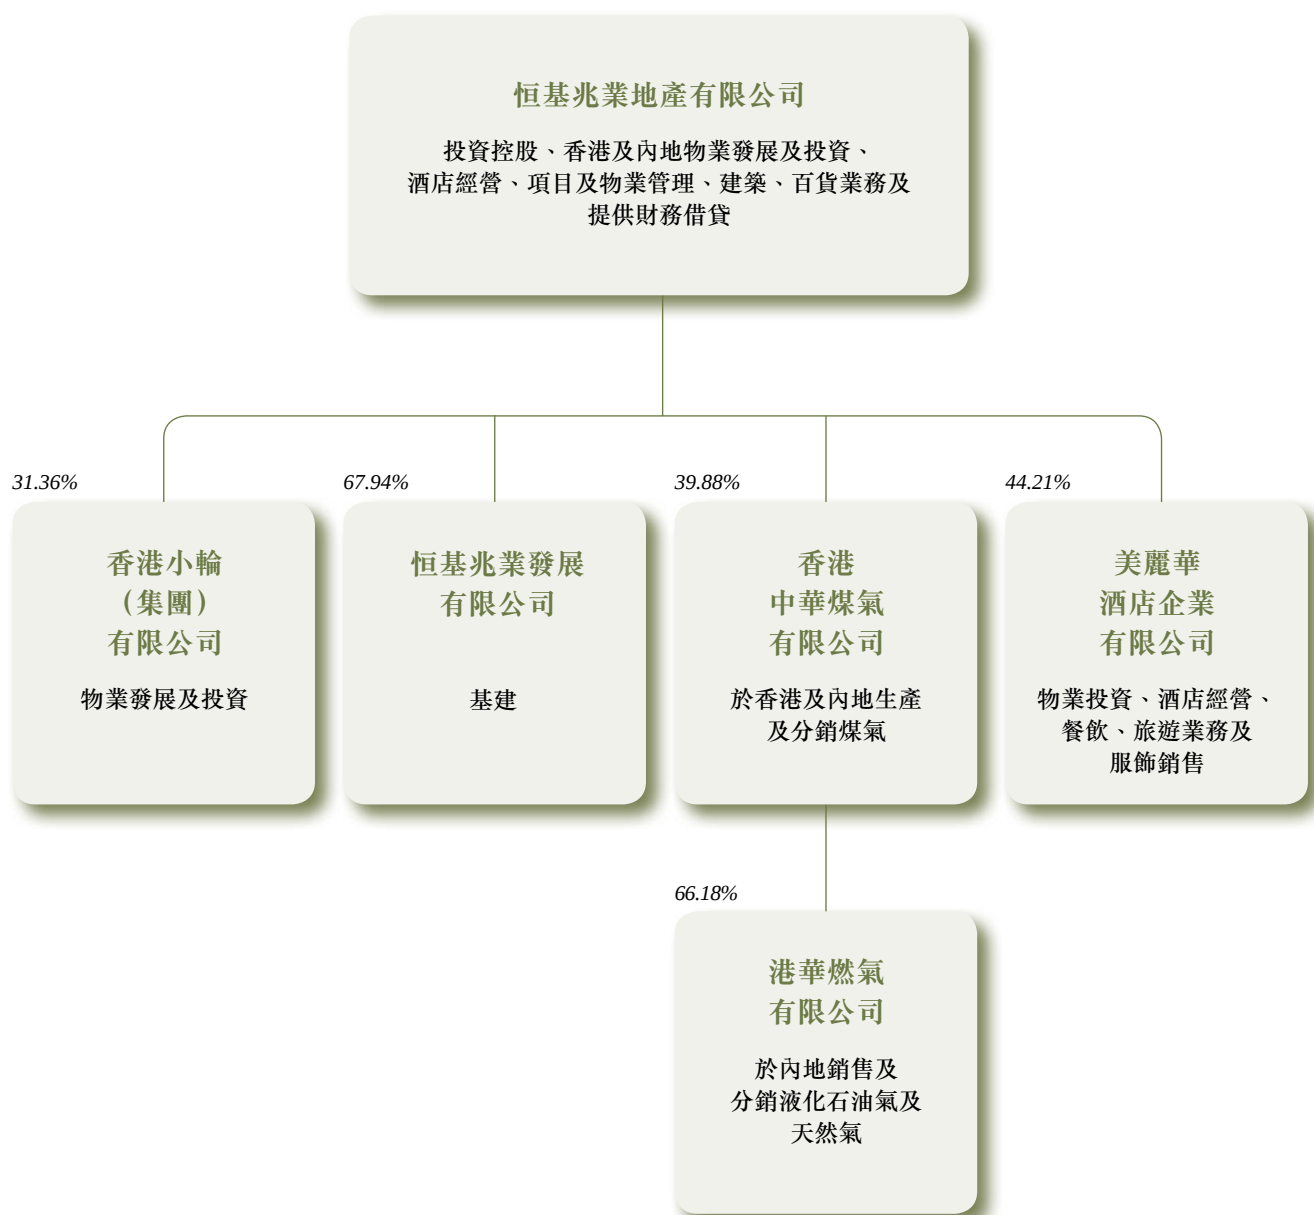 恒基兆業地產有限公司
投資控股、香港及內地物業發展及投資、
酒店經營、項目及物業管理、建築、百貨業務及
提供財務借貸
31.36%
香港小輪
（集團）
有限公司
物業發展及投資
67.94%
恒基兆業發展
有限公司
基建
39.88%
香港
中華煤氣
有限公司
於香港及內地生產
及分銷煤氣
44.21%
美麗華
酒店企業
有限公司
物業投資、酒店經營、
餐飲、旅遊業務及
服飾銷售
66.18%
港華燃氣
有限公司
於內地銷售及
分銷液化石油氣及
天然氣